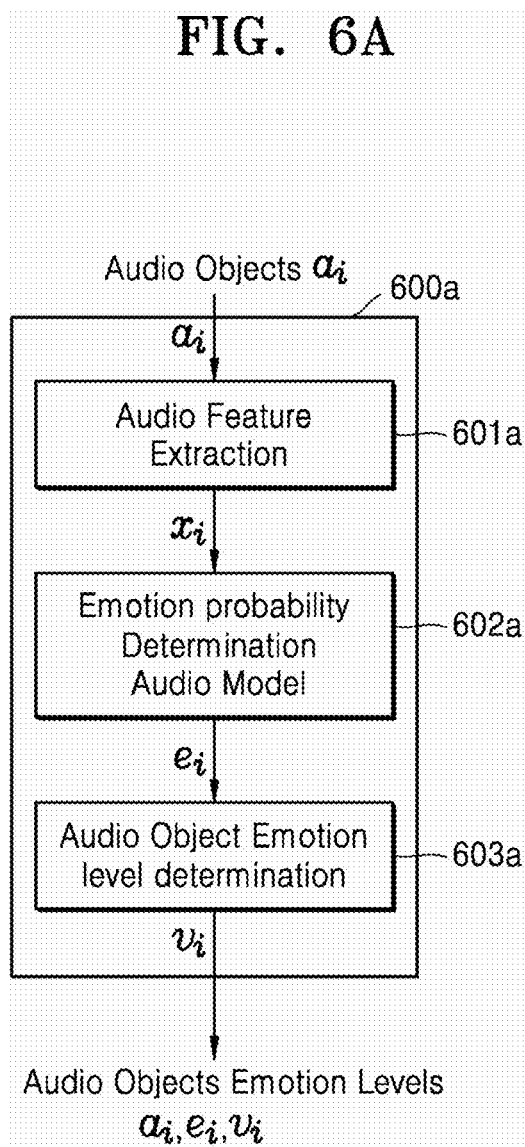 FIG. 6A
Audio Objects aᵢ
600a
aᵢ
Audio Feature
Extraction
601a
xᵢ
Emotion probability
Determination
Audio Model
602a
eᵢ
Audio Object Emotion
level determination
603a
vᵢ
Audio Objects Emotion Levels
aᵢ, eᵢ, vᵢ